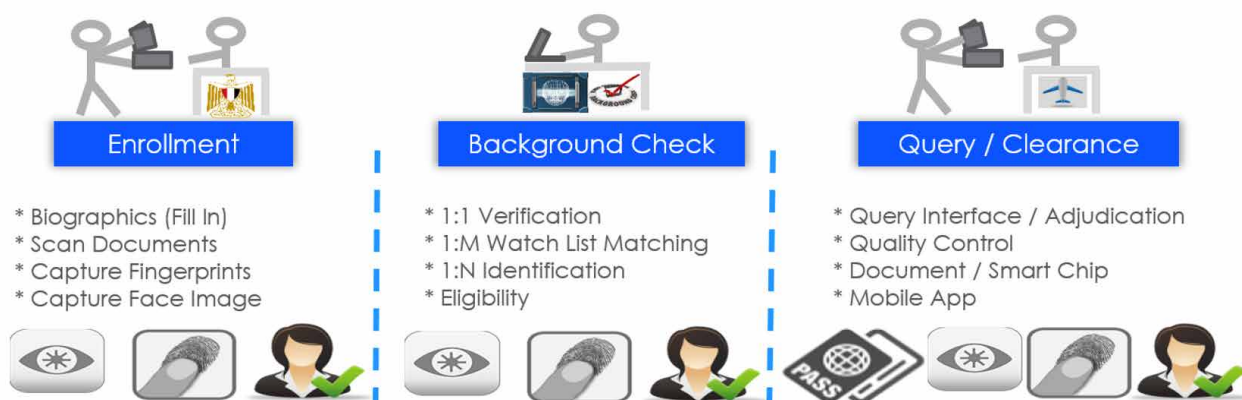 Enrollment
* Biographics (Fill In)
* Scan Documents
* Capture Fingerprints
* Capture Face Image
Background Check
* 1:1 Verification
* 1:M Watch List Matching
* 1:N Identification
* Eligibility
Query / Clearance
* Query Interface / Adjudication
* Quality Control
* Document / Smart Chip
* Mobile App
PASS